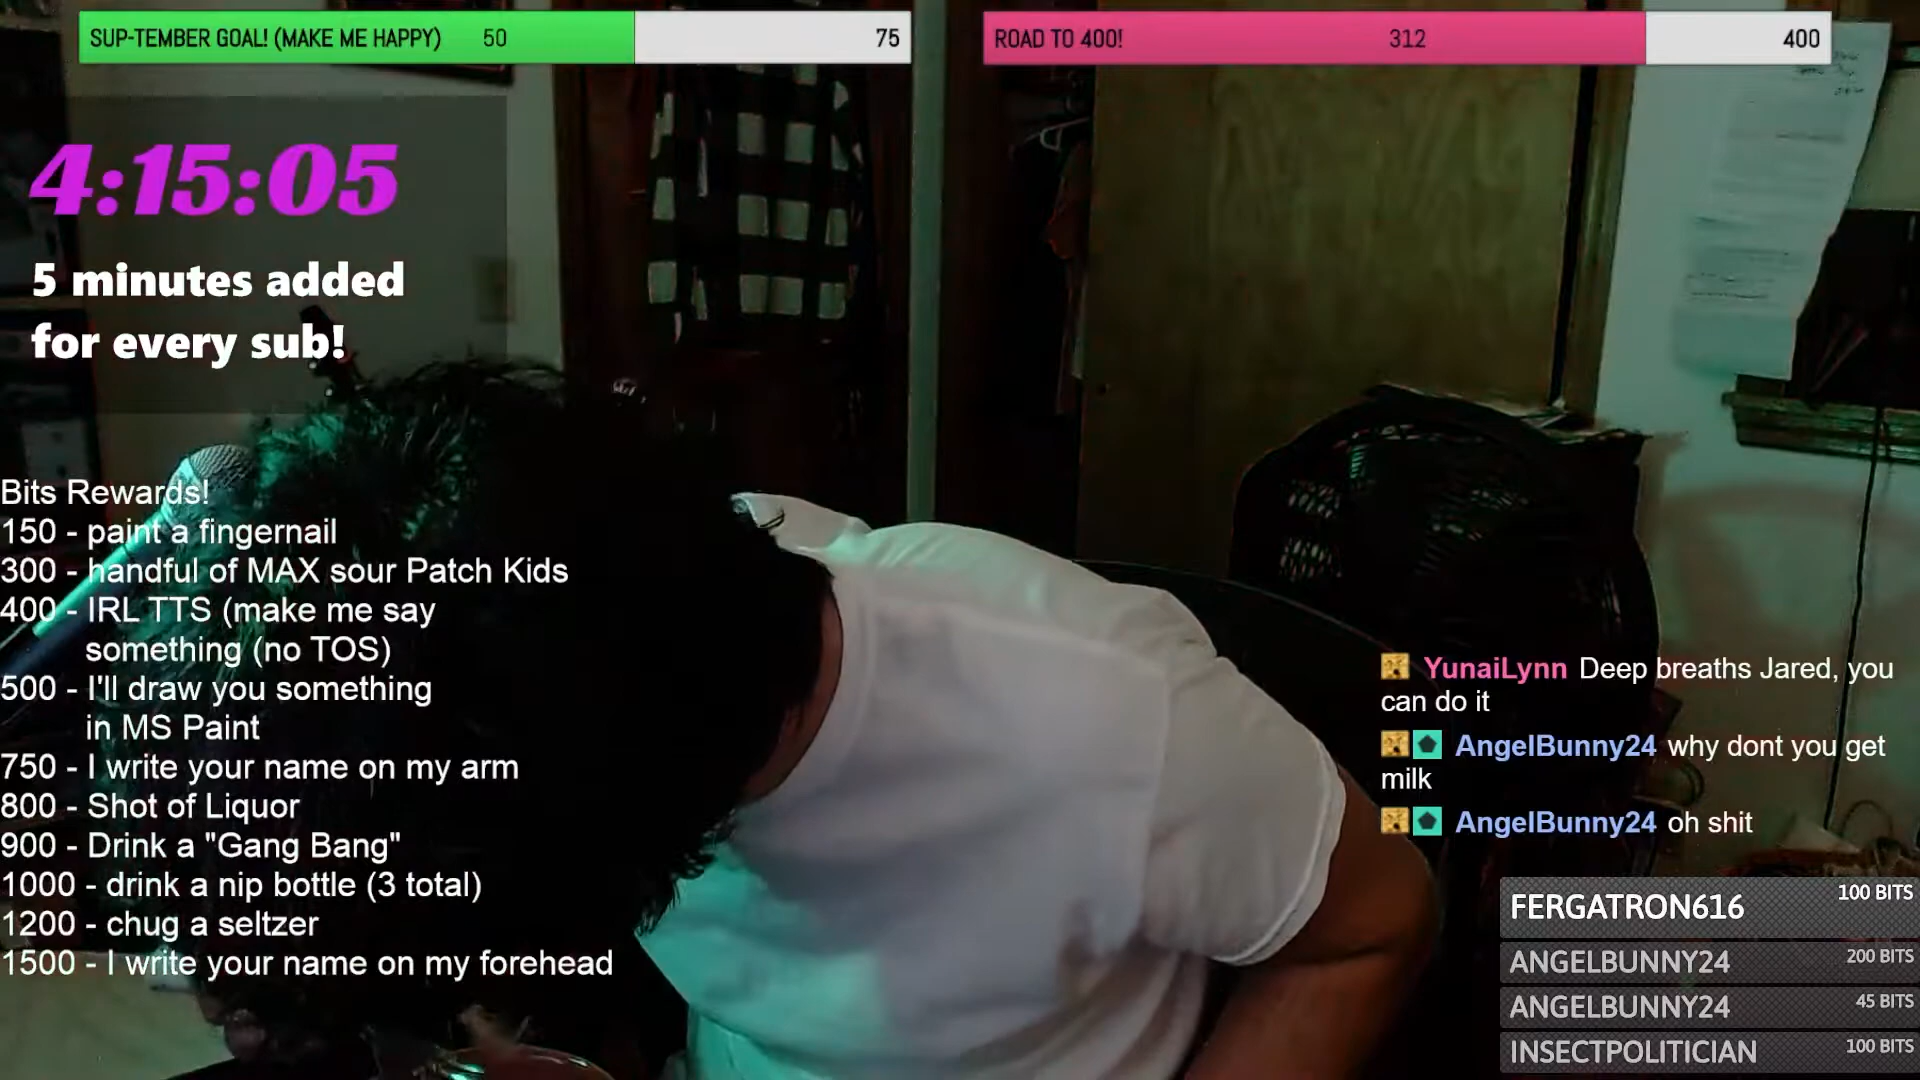 SUP-TEMBER GOAL! (MAKE ME HAPPY) 50 75
ROAD TO 400! 312 400
4:15:05
5 minutes added
for every sub!
Bits Rewards!
150 - paint a fingernail
300 - handful of MAX sour Patch Kids
400 - IRL TTS (make me say
something (no TOS)
500 - I'll draw you something
in MS Paint
750 - I write your name on my arm
800 - Shot of Liquor
900 - Drink a "Gang Bang"
1000 - drink a nip bottle (3 total)
1200 - chug a seltzer
1500 - I write your name on my forehead
YunaiLynn Deep breaths Jared, you
can do it
AngelBunny24 why dont you get
milk
AngelBunny24 oh shit
FERGATRON616 100 BITS
ANGELBUNNY24 200 BITS
ANGELBUNNY24 45 BITS
INSECTPOLITICIAN 100 BITS